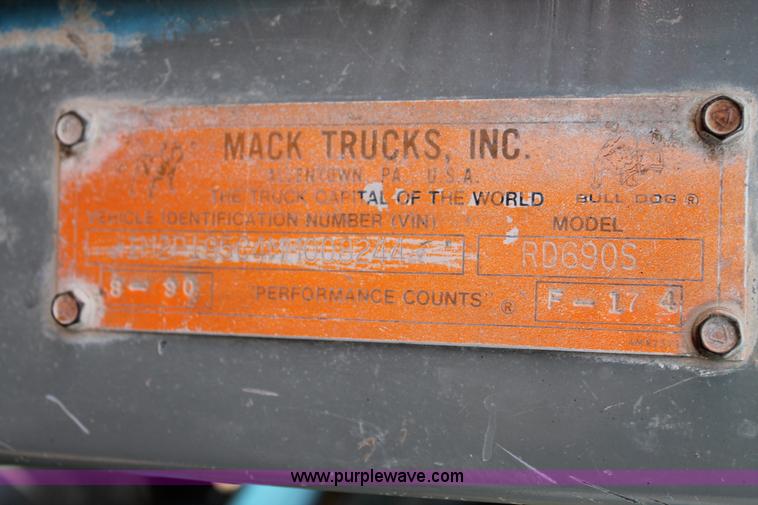 MACK TRUCKS, INC.
ALLENTOWN, PA. U.S.A.
THE TRUCK CAPITAL OF THE WORLD BULL DOG ®
VEHICLE IDENTIFICATION NUMBER (VIN) MODEL
RD690S
8-90 "PERFORMANCE COUNTS" ® F-17 4
www.purplewave.com